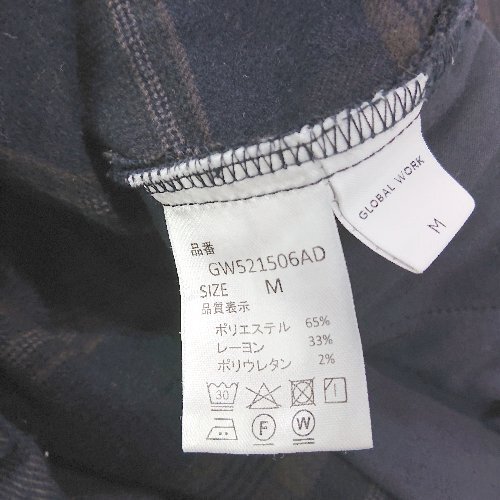 品番
GW521506AD
SIZE M
品質表示
ポリエステル 65%
レーヨン 33%
ポリウレタン 2%
30
F W
GLOBAL WORK
M